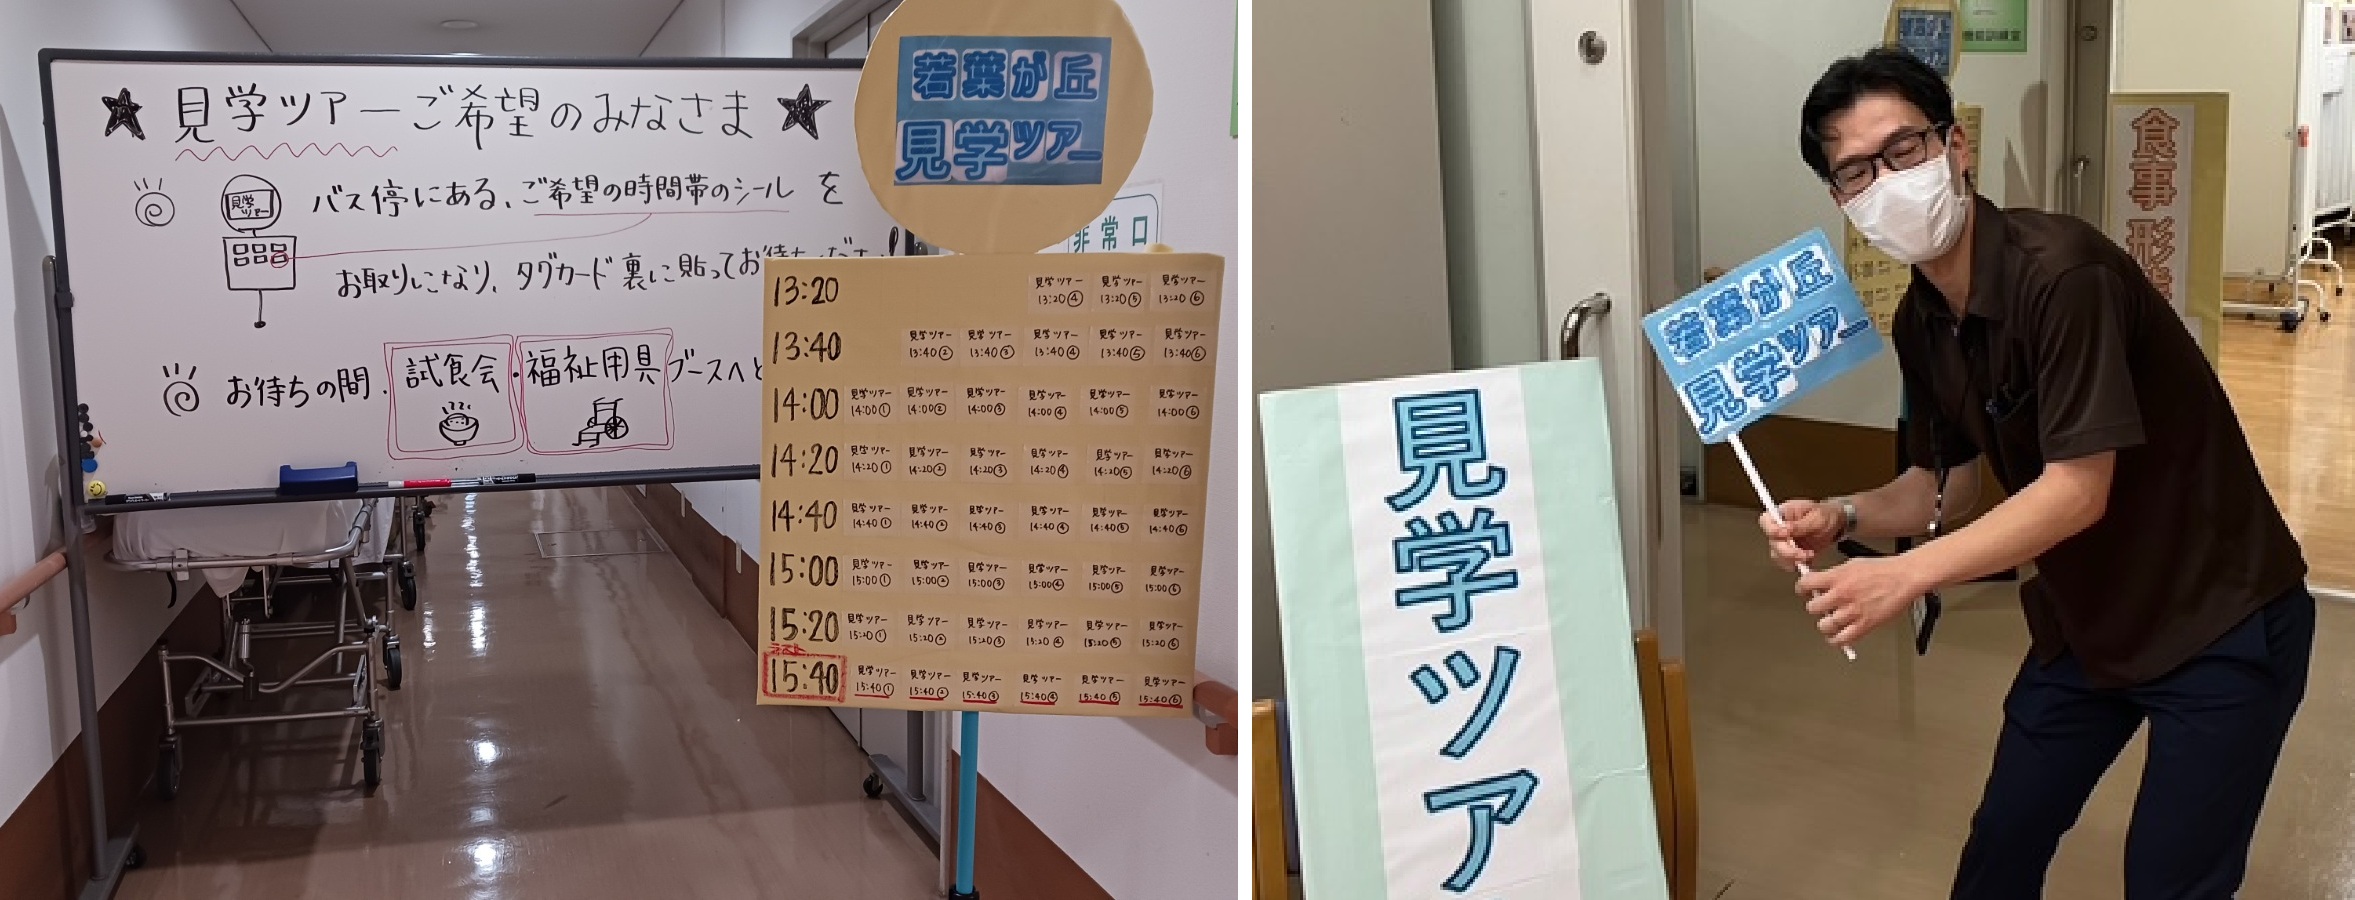 ★ 見学ツアーご希望のみなさま ★
見学ツアー
バス停にある、ご希望の時間帯のシールを
お取りになり、タグカード裏に貼ってお待ち
お待ちの間、試食会・福祉用具ブースへ
若葉が丘
見学ツアー
非常口
13:20 見学ツアー 13:20④ 見学ツアー 13:20⑤ 見学ツアー 13:20⑥
13:40 見学ツアー 13:40② 見学ツアー 13:40③ 見学ツアー 13:40④ 見学ツアー 13:40⑤ 見学ツアー 13:40⑥
14:00 見学ツアー 14:00① 見学ツアー 14:00② 見学ツアー 14:00③ 見学ツアー 14:00④ 見学ツアー 14:00⑤ 見学ツアー 14:00⑥
14:20 見学ツアー 14:20① 見学ツアー 14:20② 見学ツアー 14:20③ 見学ツアー 14:20④ 見学ツアー 14:20⑤ 見学ツアー 14:20⑥
14:40 見学ツアー 14:40① 見学ツアー 14:40② 見学ツアー 14:40③ 見学ツアー 14:40④ 見学ツアー 14:40⑤ 見学ツアー 14:40⑥
15:00 見学ツアー 15:00① 見学ツアー 15:00② 見学ツアー 15:00③ 見学ツアー 15:00④ 見学ツアー 15:00⑤ 見学ツアー 15:00⑥
15:20 見学ツアー 15:20① 見学ツアー 15:20② 見学ツアー 15:20③ 見学ツアー 15:20④ 見学ツアー 15:20⑤ 見学ツアー 15:20⑥
ラスト
15:40 見学ツアー 15:40① 見学ツアー 15:40② 見学ツアー 15:40③ 見学ツアー 15:40④ 見学ツアー 15:40⑤ 見学ツアー 15:40⑥
機能訓練室
食事形
若葉が丘
見学ツアー
見学ツア